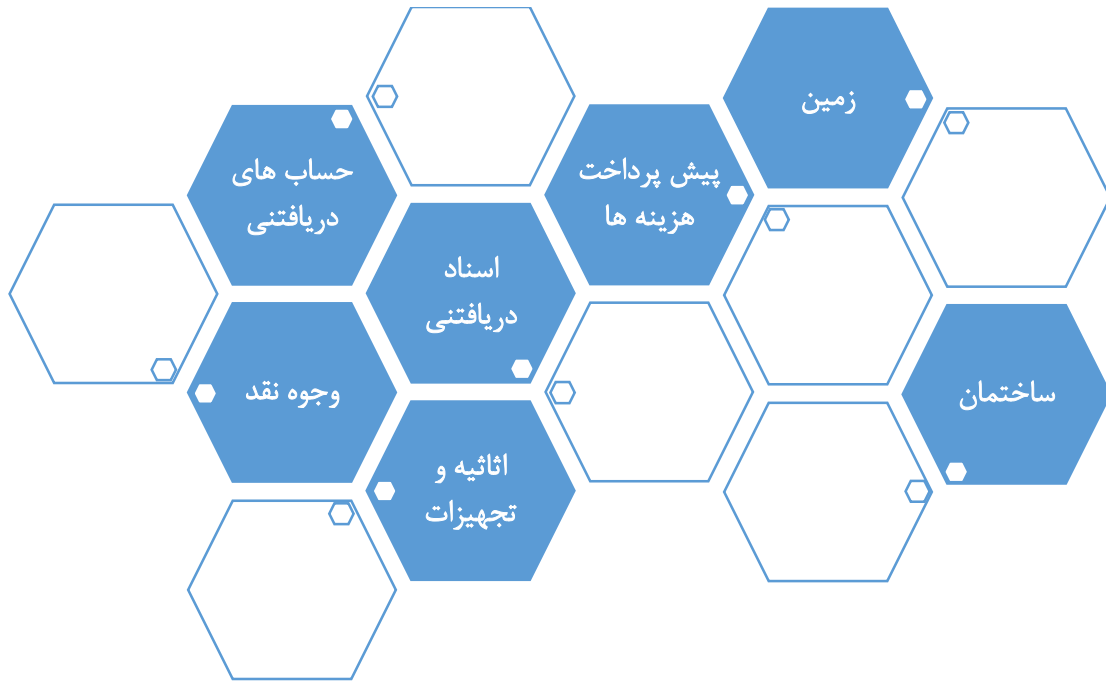 زمین
پیش پرداخت
هزینه ها
حساب های
دریافتنی
اسناد
دریافتنی
ساختمان
وجوه نقد
اثاثیه و
تجهیزات